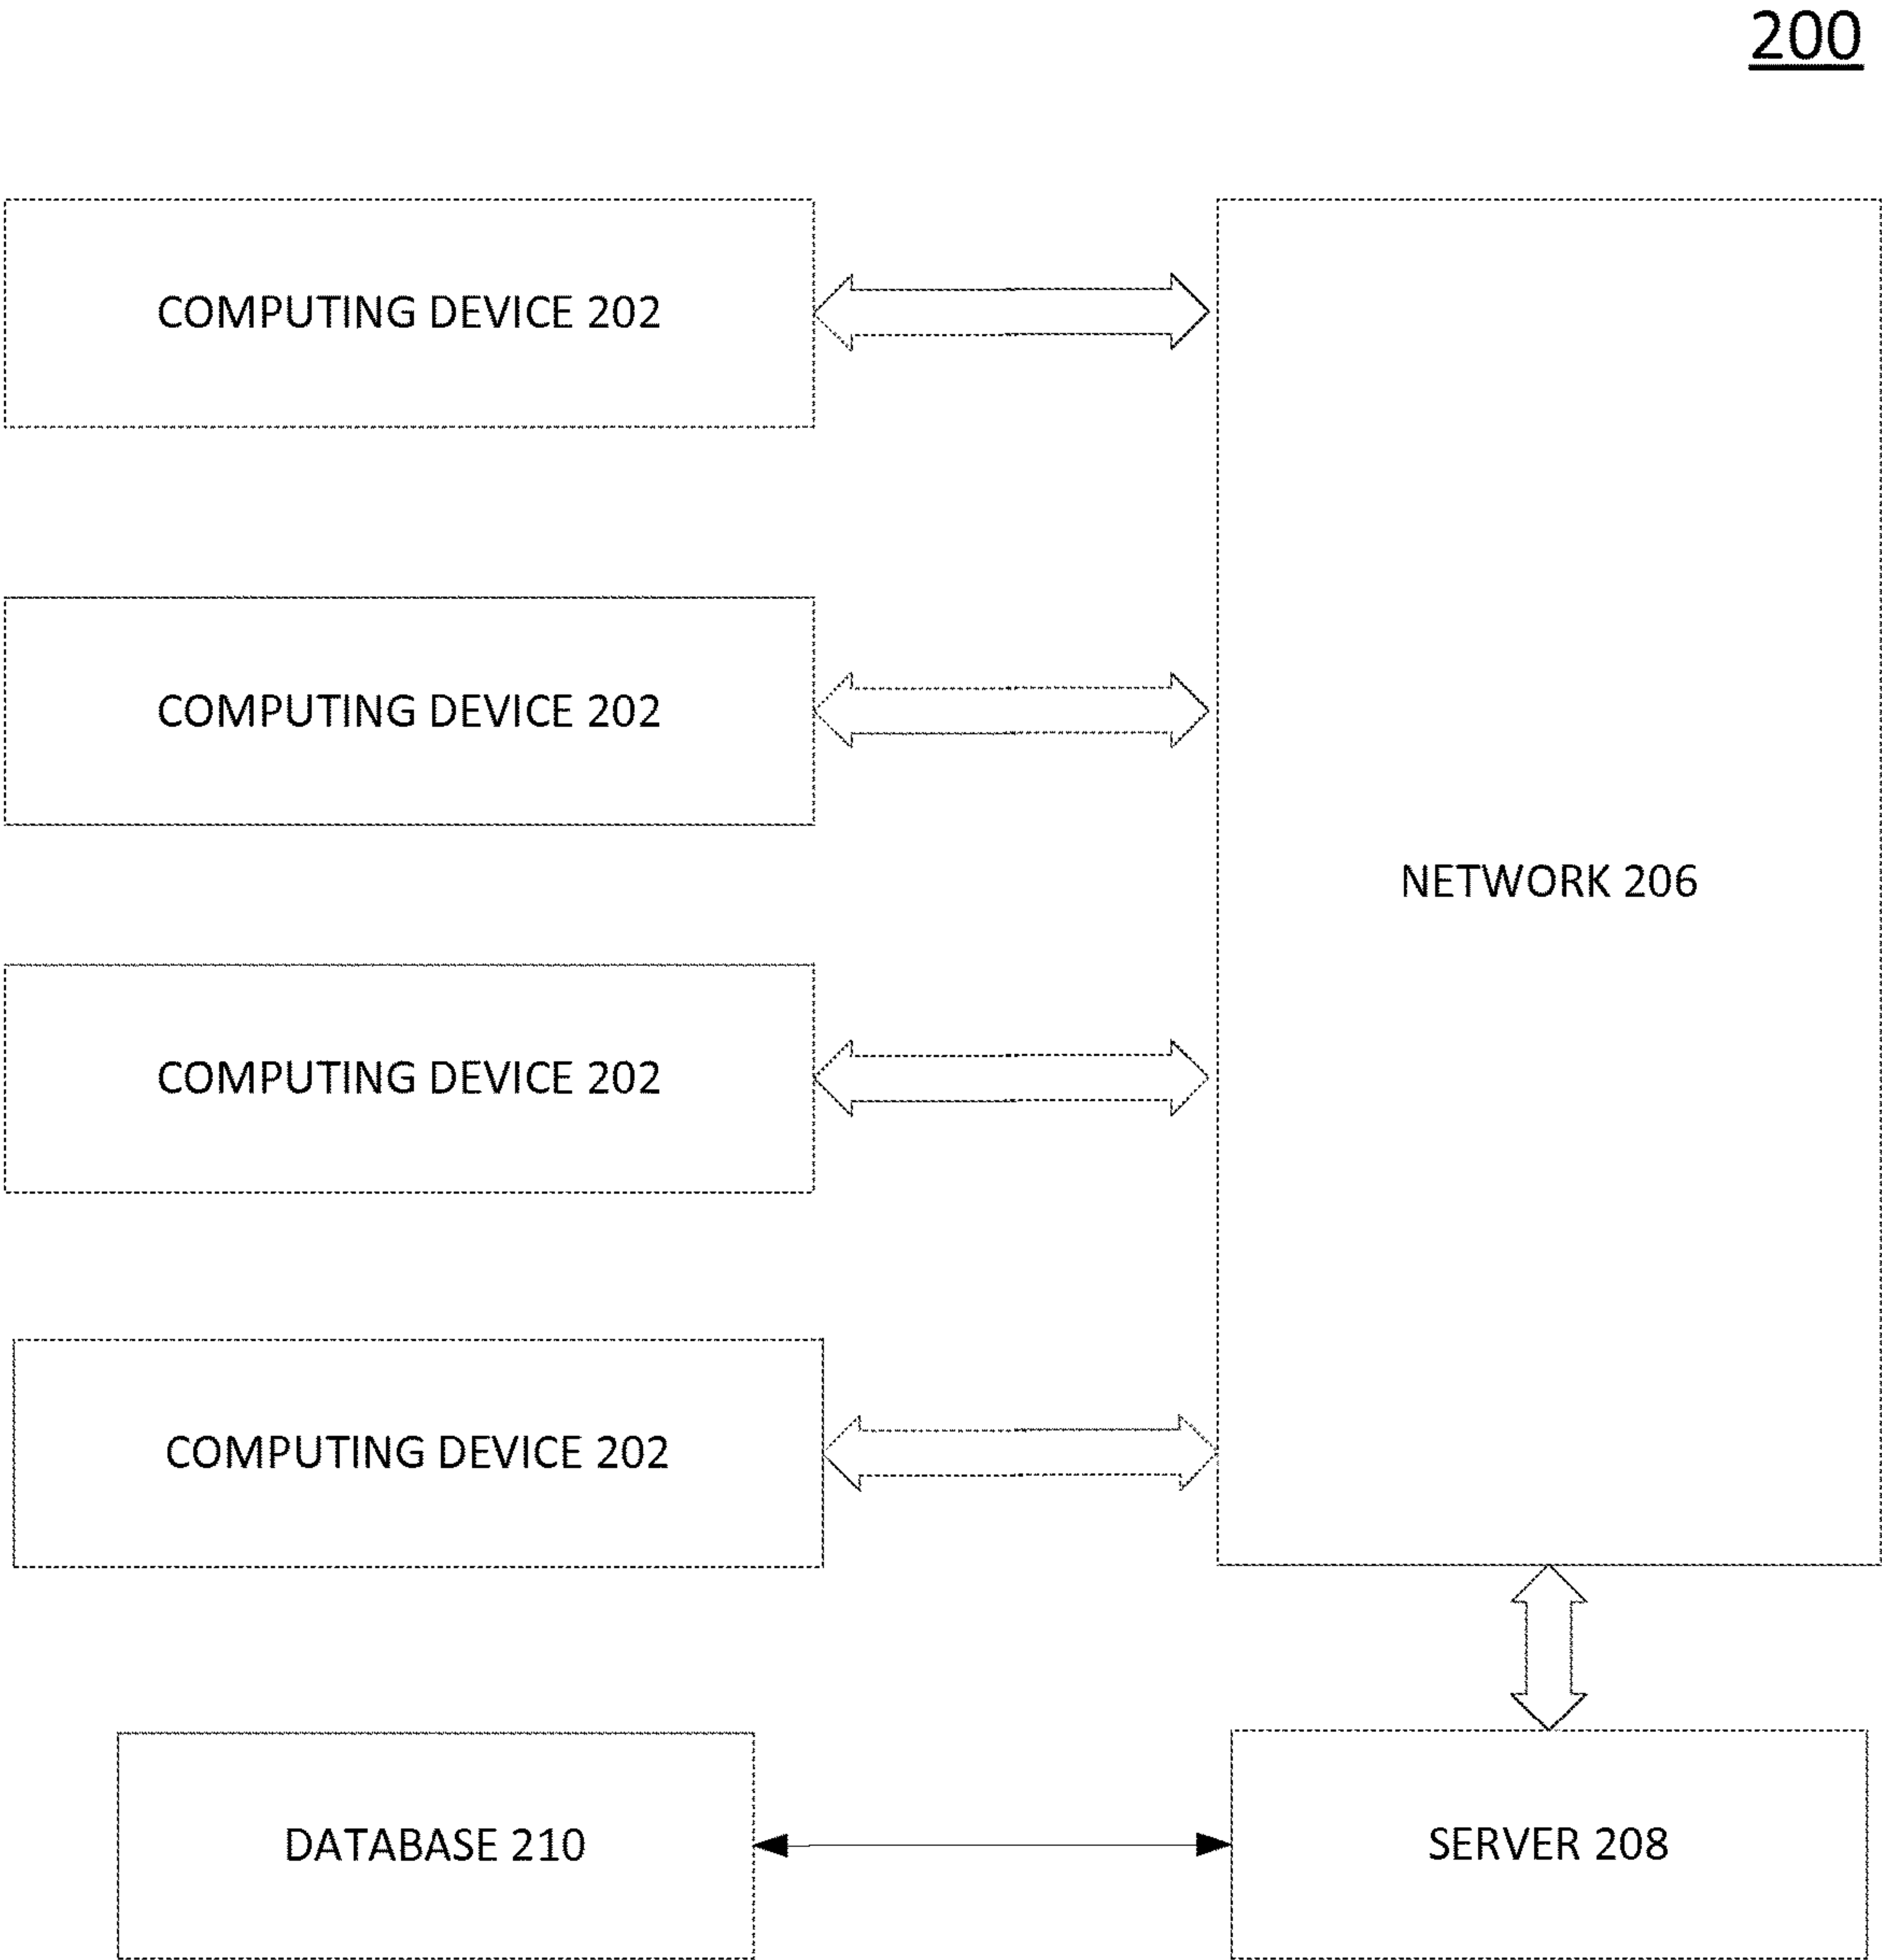 200
COMPUTING DEVICE 202
COMPUTING DEVICE 202
NETWORK 206
COMPUTING DEVICE 202
COMPUTING DEVICE 202
DATABASE 210
SERVER 208